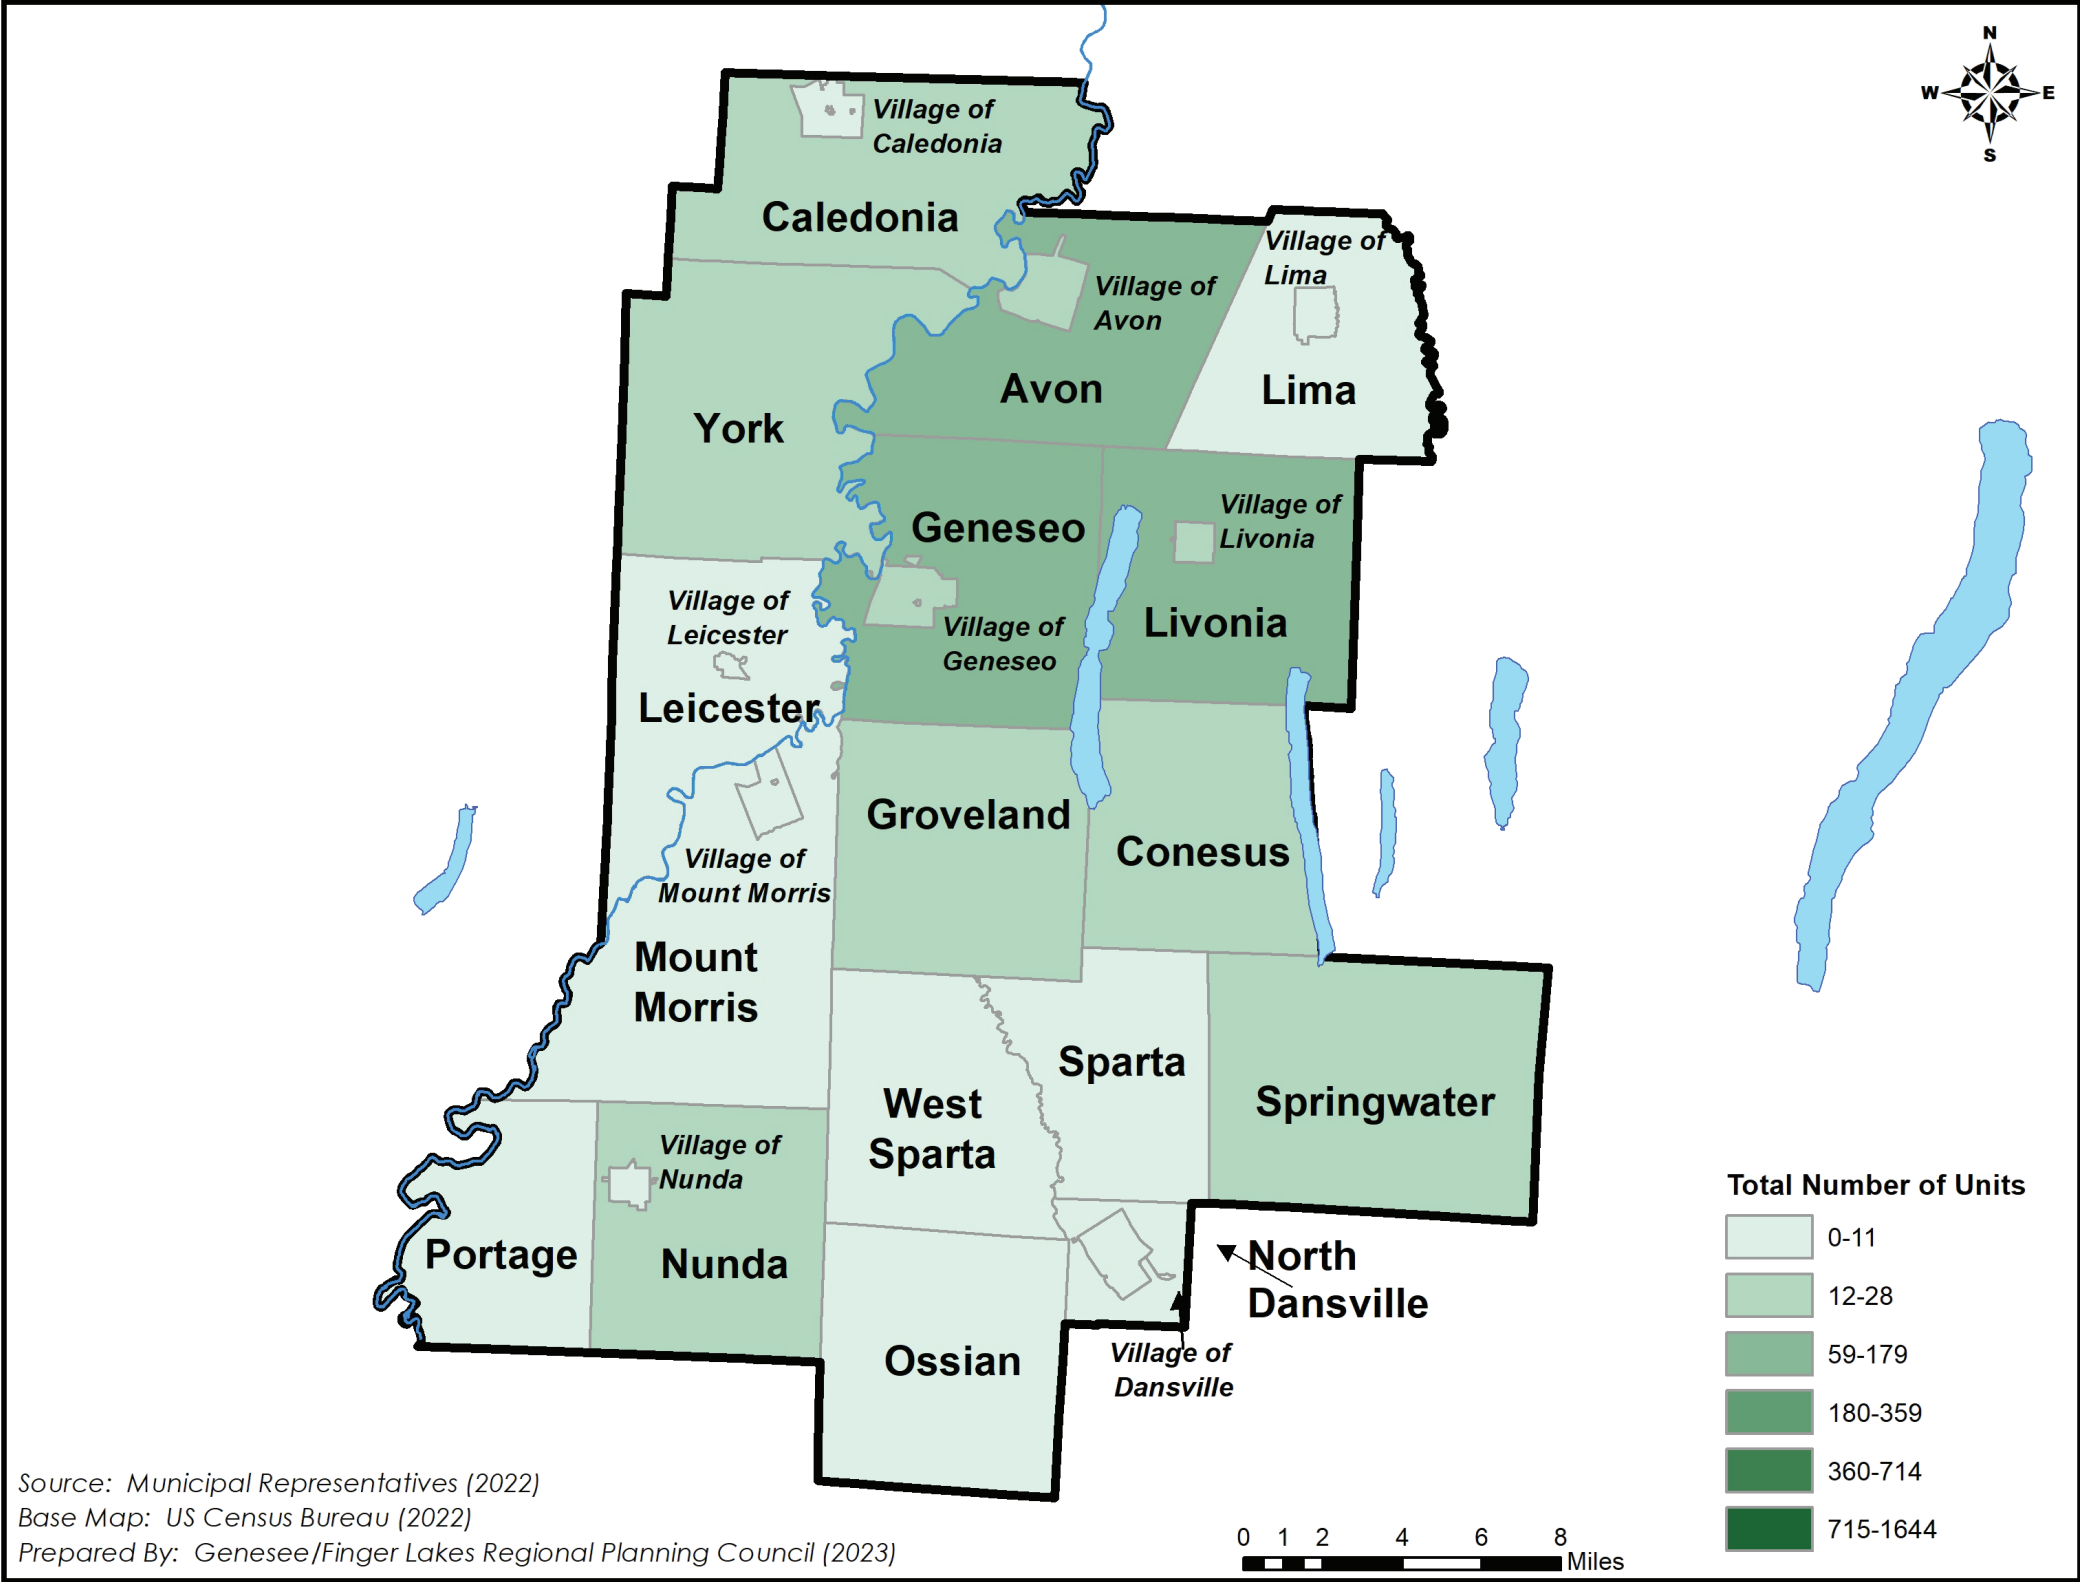 N
W E
S
Village of
Caledonia
Caledonia
Village of
Lima
Village of
Avon
Avon
Lima
York
Village of
Livonia
Geneseo
Village of
Leicester
Livonia
Village of
Geneseo
Leicester
Groveland
Conesus
Village of
Mount Morris
Mount
Morris
Sparta
West
Sparta
Springwater
Village of
Nunda
Portage
Nunda
North
Dansville
Village of
Dansville
Ossian
Total Number of Units
0-11
12-28
59-179
180-359
360-714
715-1644
Source: Municipal Representatives (2022)
Base Map: US Census Bureau (2022)
Prepared By: Genesee/Finger Lakes Regional Planning Council (2023)
0 1 2 4 6 8
Miles